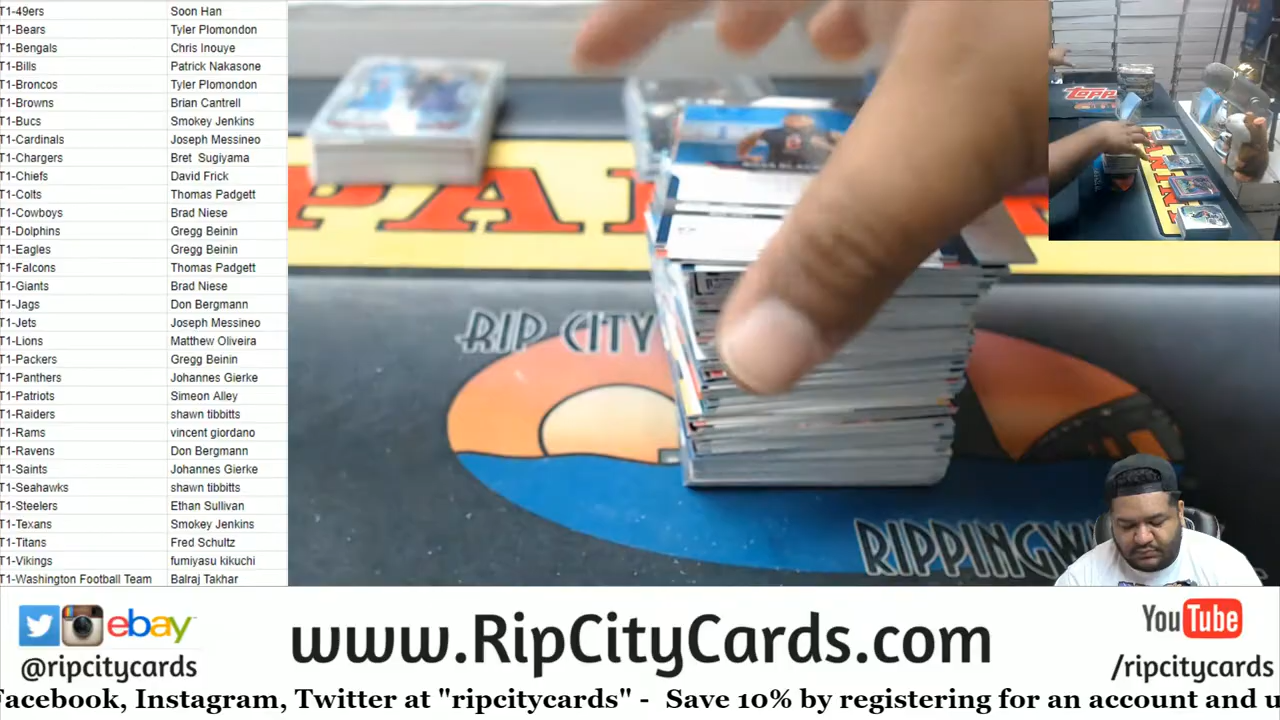 T1-49ers Soon Han
T1-Bears Tyler Plomondon
T1-Bengals Chris Inouye
T1-Bills Patrick Nakasone
T1-Broncos Tyler Plomondon
T1-Browns Brian Cantrell
T1-Bucs Smokey Jenkins
T1-Cardinals Joseph Messineo
T1-Chargers Bret Sugiyama
T1-Chiefs David Frick
T1-Colts Thomas Padgett
T1-Cowboys Brad Niese
T1-Dolphins Gregg Beinin
T1-Eagles Gregg Beinin
T1-Falcons Thomas Padgett
T1-Giants Brad Niese
T1-Jags Don Bergmann
T1-Jets Joseph Messineo
T1-Lions Matthew Oliveira
T1-Packers Gregg Beinin
T1-Panthers Johannes Gierke
T1-Patriots Simeon Alley
T1-Raiders shawn tibbitts
T1-Rams vincent giordano
T1-Ravens Don Bergmann
T1-Saints Johannes Gierke
T1-Seahawks shawn tibbitts
T1-Steelers Ethan Sullivan
T1-Texans Smokey Jenkins
T1-Titans Fred Schultz
T1-Vikings fumiyasu kikuchi
T1-Washington Football Team Balraj Takhar
PA
RIP CITY
RIPPINGW
Topps
ebay
@ripcitycards
www.RipCityCards.com
YouTube
/ripcitycards
Facebook, Instagram, Twitter at "ripcitycards" - Save 10% by registering for an account and u